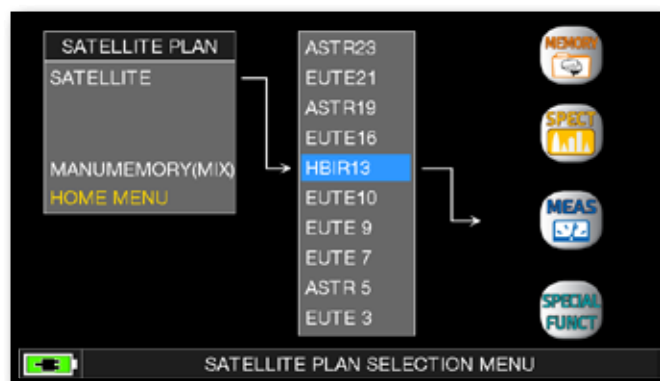 SATELLITE PLAN
SATELLITE
MANUMEMORY(MIX)
HOME MENU
ASTR23
EUTE21
ASTR19
EUTE16
HBIR13
EUTE10
EUTE 9
EUTE 7
ASTR 5
EUTE 3
MEMORY
SPECT
MEAS
SPECIAL
FUNCT
SATELLITE PLAN SELECTION MENU